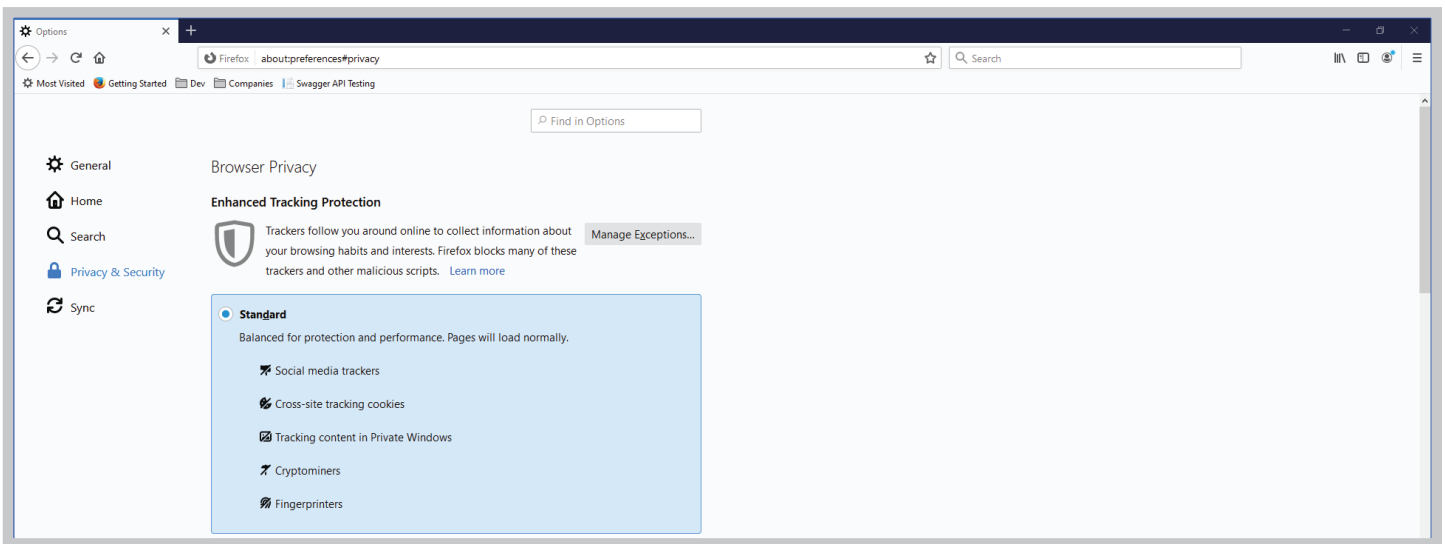 Options
Firefox about:preferences#privacy Search
Most Visited Getting Started Dev Companies Swagger API Testing
Find in Options
General
Home
Search
Privacy & Security
Sync
Browser Privacy
Enhanced Tracking Protection
Trackers follow you around online to collect information about
your browsing habits and interests. Firefox blocks many of these
trackers and other malicious scripts. Learn more
Manage Exceptions...
Standard
Balanced for protection and performance. Pages will load normally.
Social media trackers
Cross-site tracking cookies
Tracking content in Private Windows
Cryptominers
Fingerprinters